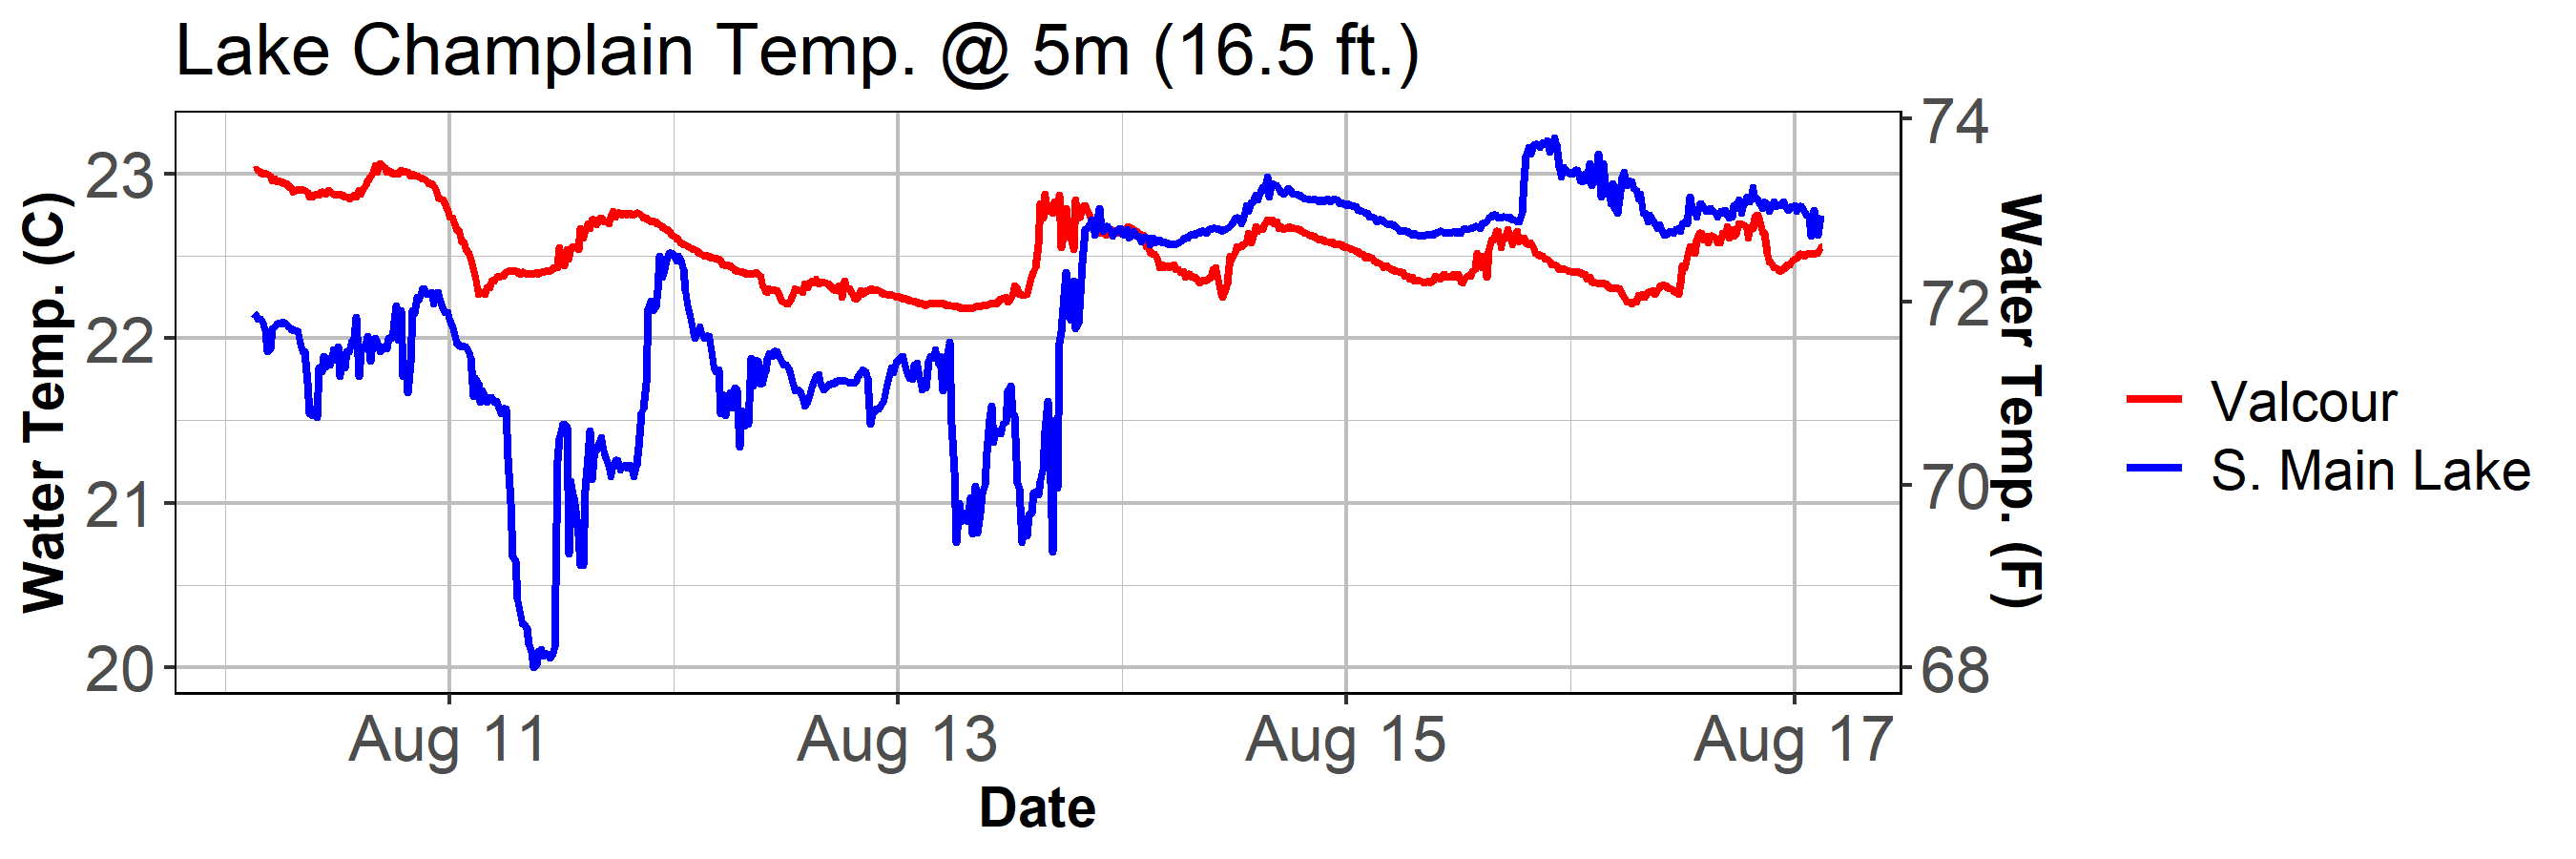 Lake Champlain Temp. @ 5m (16.5 ft.)
Water Temp. (C)
23
22
21
20
74
72
70
68
Water Temp. (F)
Aug 11
Aug 13
Aug 15
Aug 17
Date
Valcour
S. Main Lake